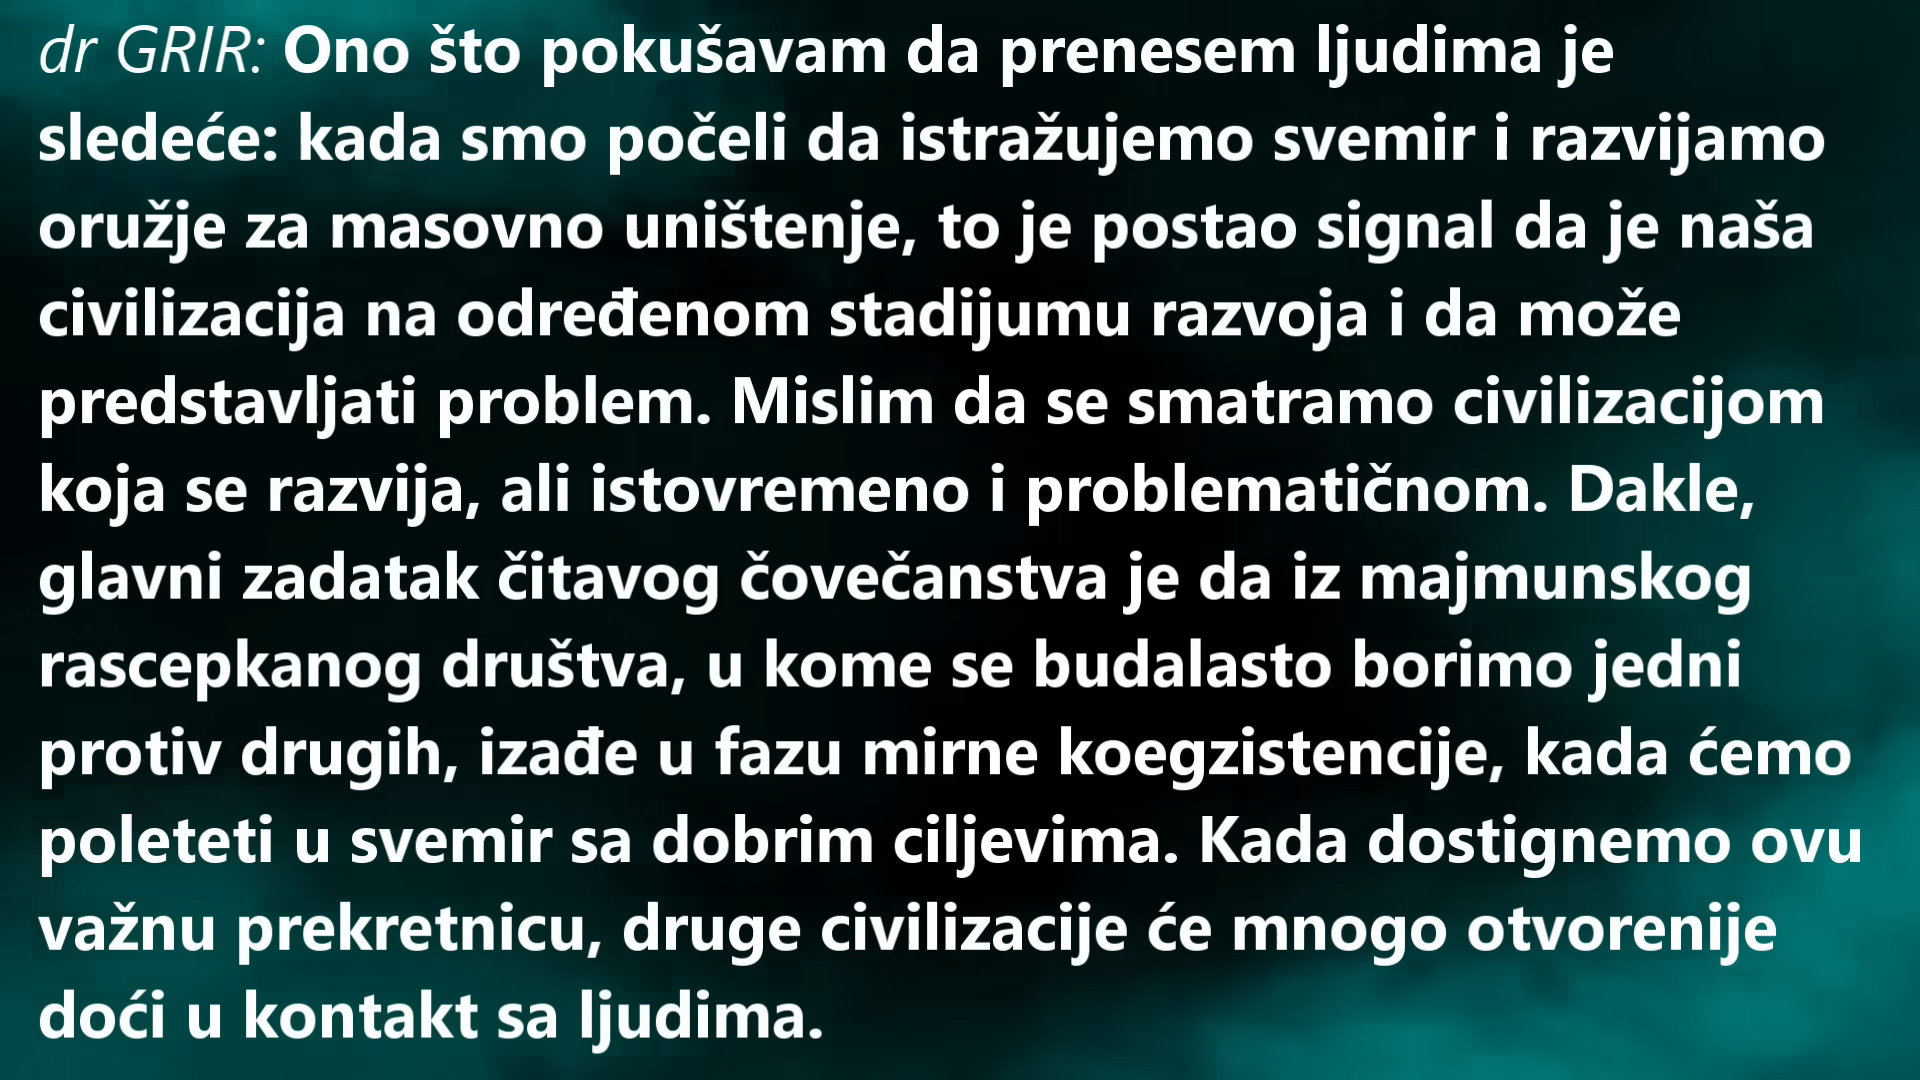 dr GRIR: Ono što pokušavam da prenesem ljudima je
sledeće: kada smo počeli da istražujemo svemir i razvijamo
oružje za masovno uništenje, to je postao signal da je naša
civilizacija na određenom stadijumu razvoja i da može
predstavljati problem. Mislim da se smatramo civilizacijom
koja se razvija, ali istovremeno i problematičnom. Dakle,
glavni zadatak čitavog čovečanstva je da iz majmunskog
rascepkanog društva, u kome se budalasto borimo jedni
protiv drugih, izađe u fazu mirne koegzistencije, kada ćemo
poleteti u svemir sa dobrim ciljevima. Kada dostignemo ovu
važnu prekretnicu, druge civilizacije će mnogo otvorenije
doći u kontakt sa ljudima.